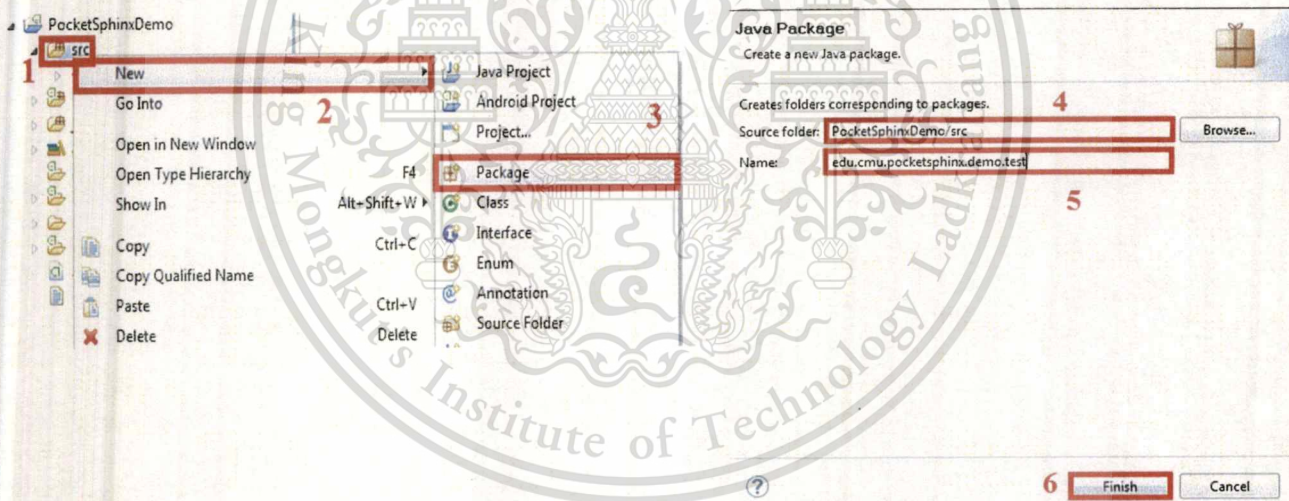 PocketSphinxDemo
src
1
New
2
Go Into
Open in New Window
Open Type Hierarchy F4
Show In Alt+Shift+W
Copy Ctrl+C
Copy Qualified Name
Paste Ctrl+V
Delete Delete
Java Project
Android Project
Project...
3
Package
Class
Interface
Enum
Annotation
Source Folder
Java Package
Create a new Java package.
Creates folders corresponding to packages.
4
Source folder: PocketSphinxDemo/src Browse...
Name: edu.cmu.pocketsphinx.demo.test
5
6 Finish Cancel
King Mongkut's Institute of Technology Ladkrabang